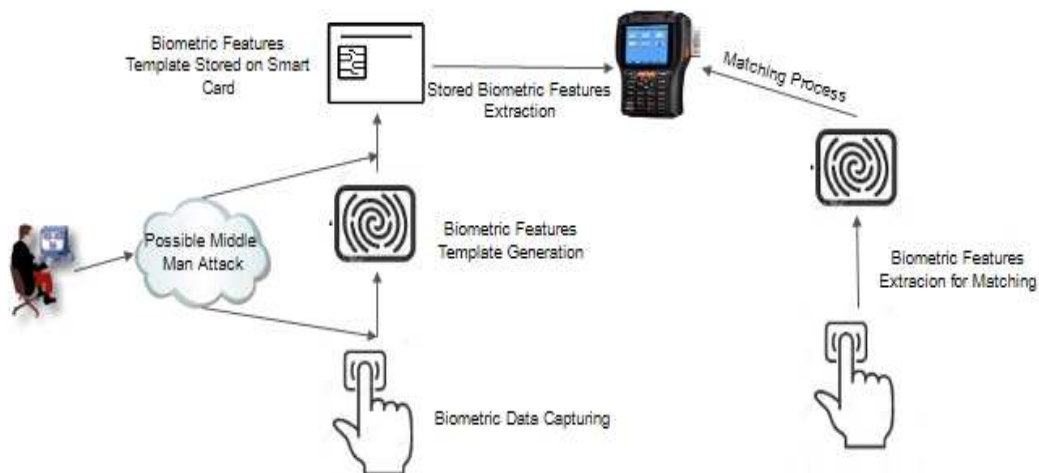 Biometric Features
Template Stored on Smart
Card
Stored Biometric Features
Extraction
Matching Process
Possible Middle
Man Attack
Biometric Features
Template Generation
Biometric Features
Extracion for Matching
Biometric Data Capturing